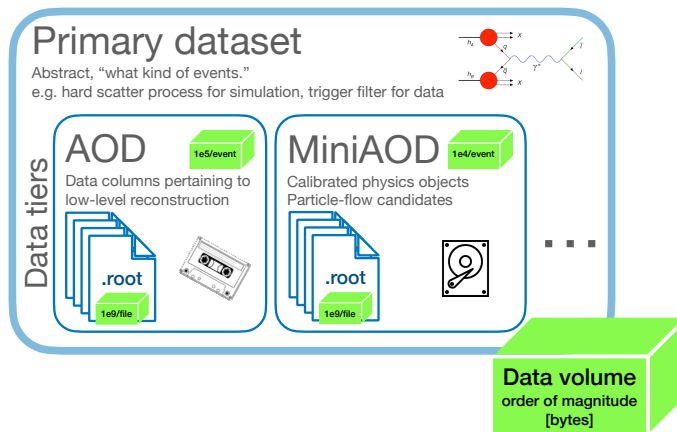 Primary dataset
Abstract, “what kind of events.”
e.g. hard scatter process for simulation, trigger filter for data
h_A
X
q
h_B
q̄
X
γ*
l̄
l
Data tiers
AOD
1e5/event
Data columns pertaining to
low-level reconstruction
.root
1e9/file
MiniAOD
1e4/event
Calibrated physics objects
Particle-flow candidates
.root
1e9/file
...
Data volume
order of magnitude
[bytes]